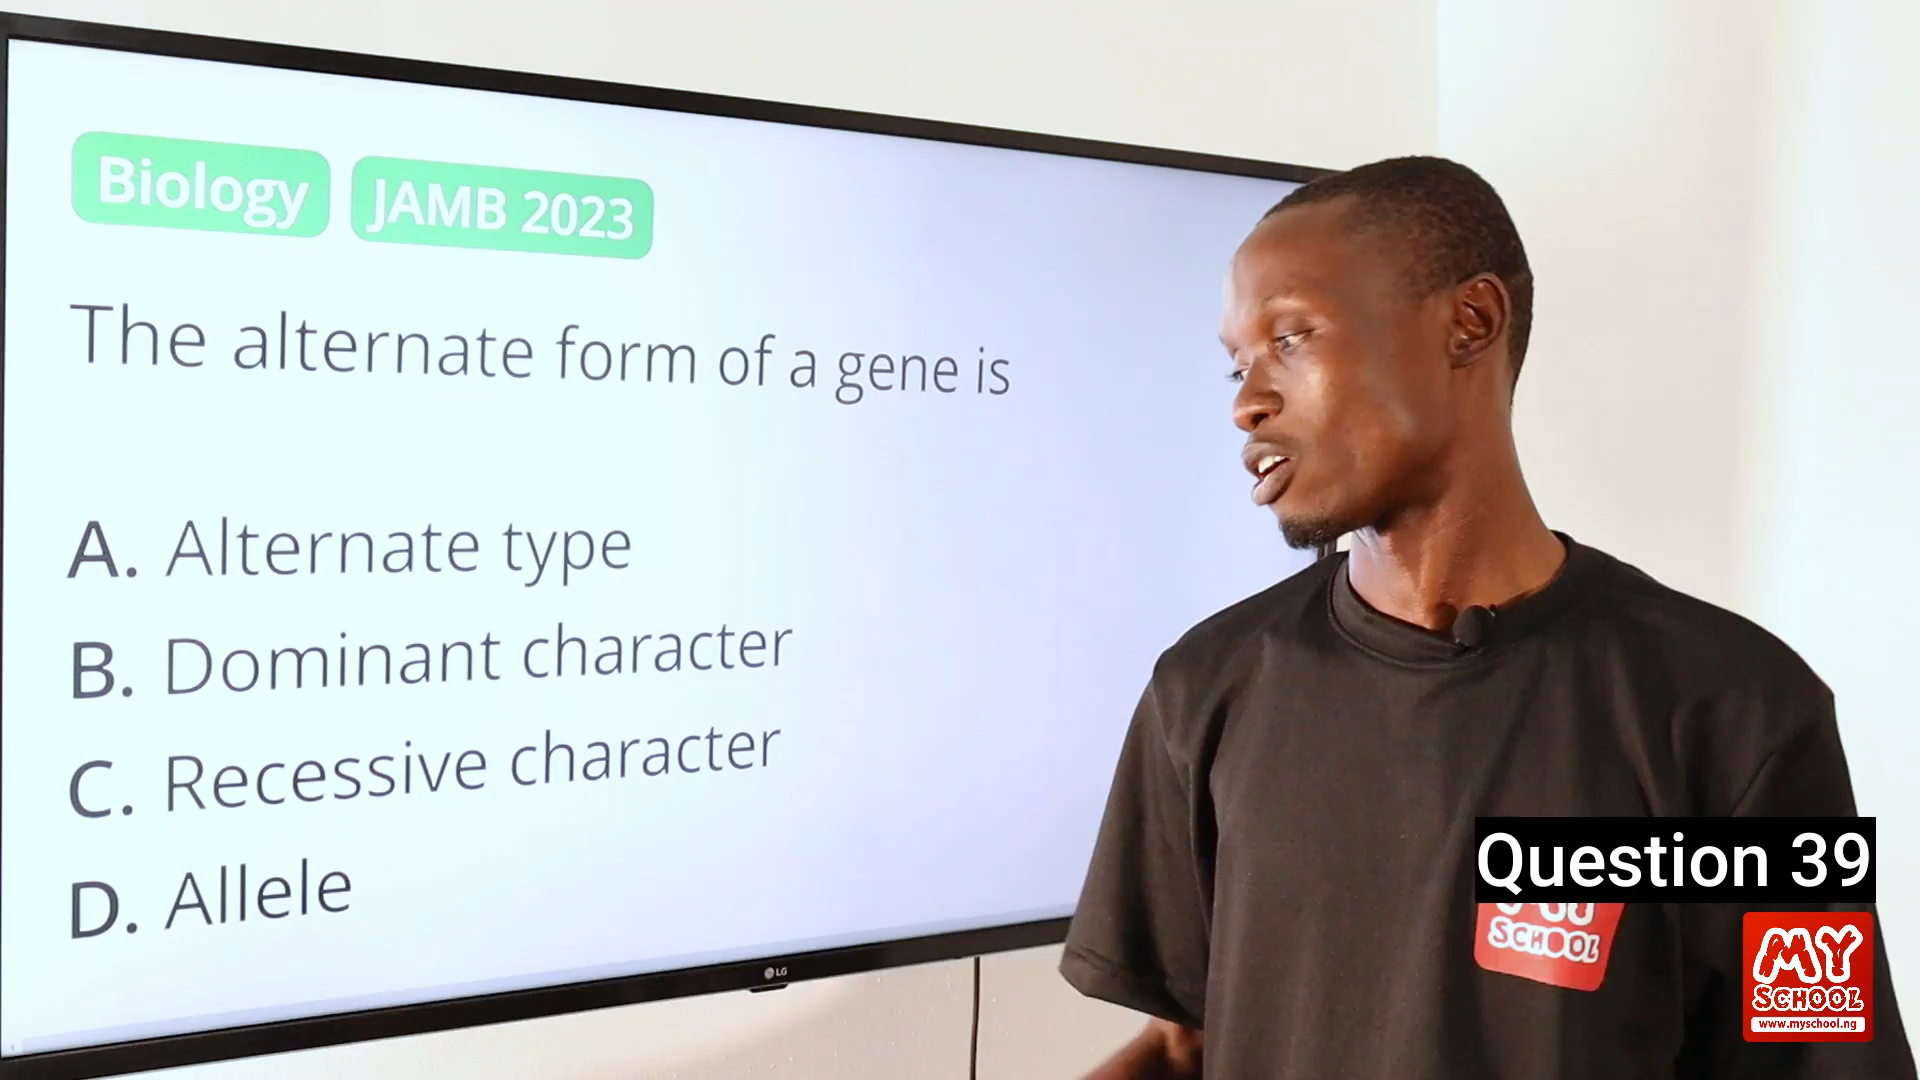 Biology JAMB 2023
The alternate form of a gene is
A. Alternate type
B. Dominant character
C. Recessive character
D. Allele
LG
Question 39
SCHOOL
MY
SCHOOL
www.myschool.ng